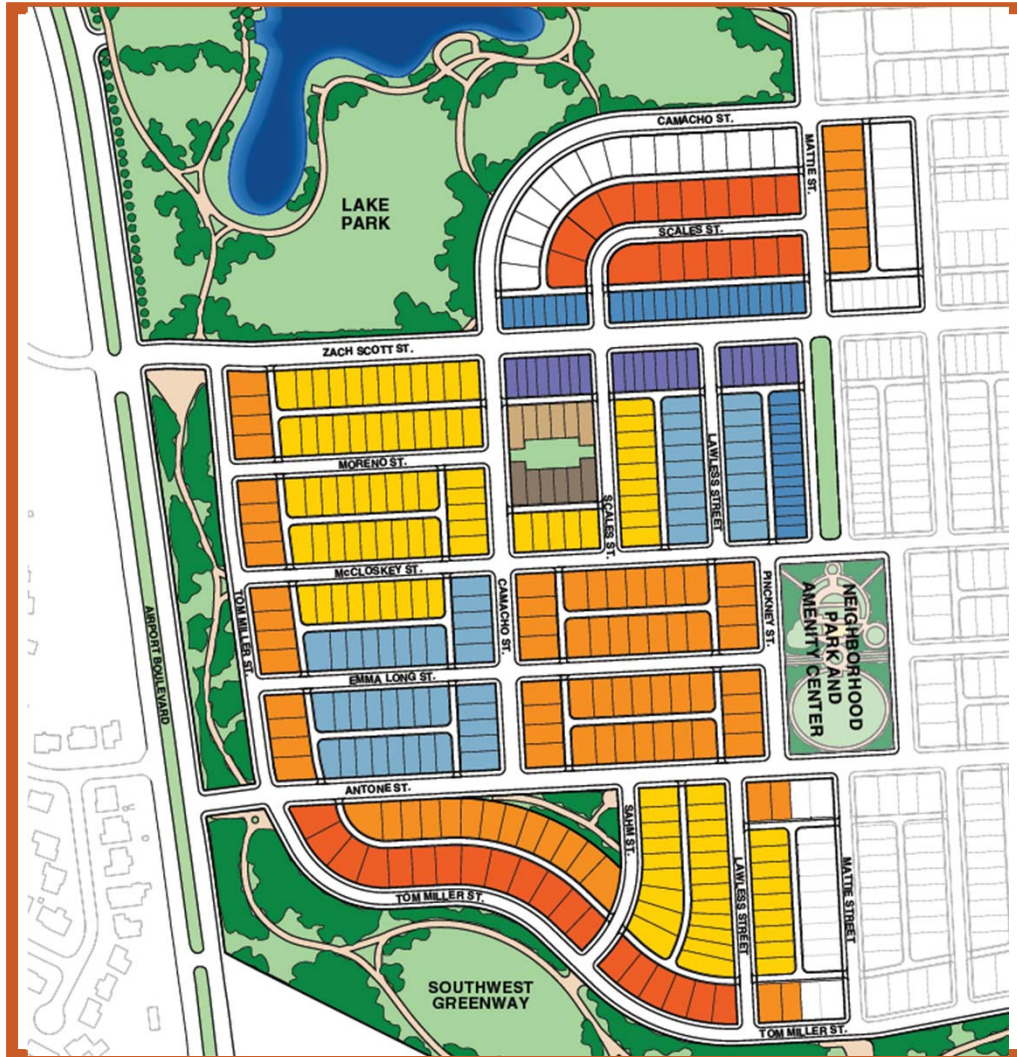 CAMACHO ST.
MATTIE ST.
LAKE
PARK
SCALES ST.
ZACH SCOTT ST.
MORENO ST.
LAWLESS STREET
SCALES ST.
McCLOSKEY ST.
CAMACHO ST.
PINCKNEY ST.
NEIGHBORHOOD
PARK AND
AMENITY CENTER
TOM MILLER ST.
AIRPORT BOULEVARD
EMMA LONG ST.
ANTONE ST.
SAHM ST.
LAWLESS STREET
MATTIE STREET
TOM MILLER ST.
SOUTHWEST
GREENWAY
TOM MILLER ST.